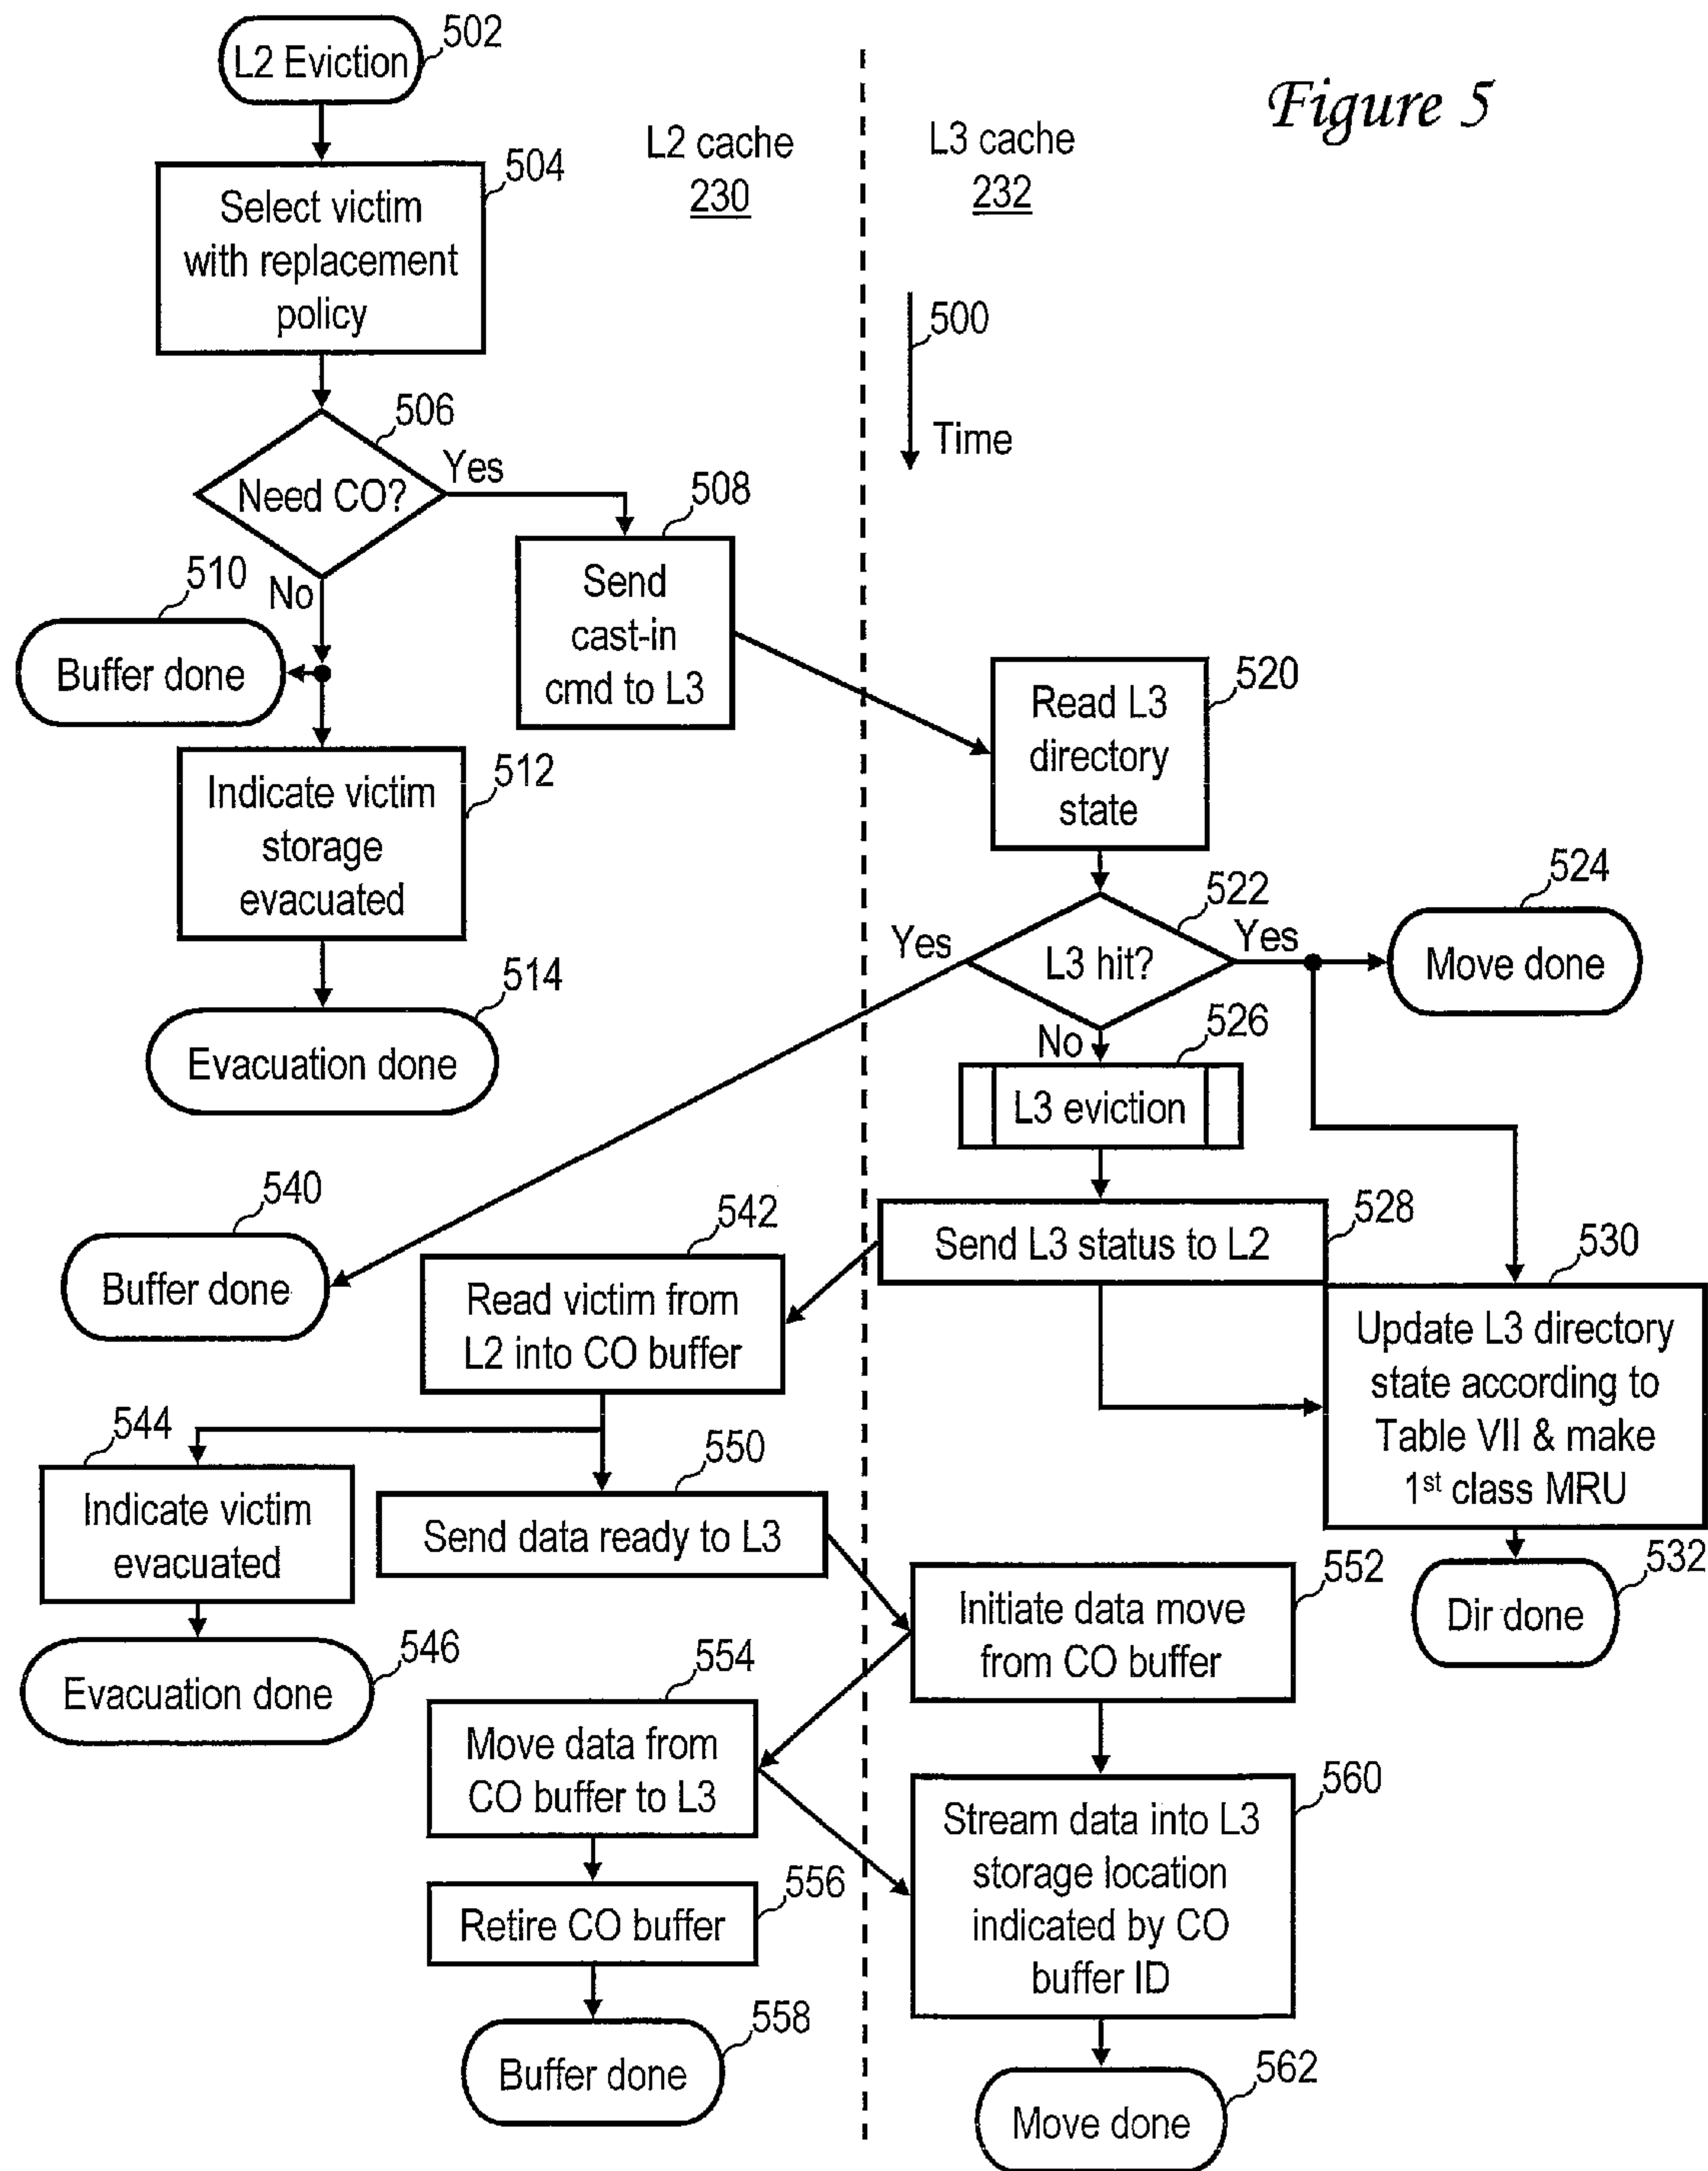 Figure 5
L2 Eviction
502
L2 cache
230
L3 cache
232
504
Select victim
with replacement
policy
500
Time
506
Need CO?
Yes
No
508
Send
cast-in
cmd to L3
510
Buffer done
512
Indicate victim
storage
evacuated
514
Evacuation done
520
Read L3
directory
state
522
L3 hit?
Yes
Yes
No
524
Move done
526
L3 eviction
528
Send L3 status to L2
530
Update L3 directory
state according to
Table VII & make
1st class MRU
532
Dir done
540
Buffer done
542
Read victim from
L2 into CO buffer
544
Indicate victim
evacuated
546
Evacuation done
550
Send data ready to L3
552
Initiate data move
from CO buffer
554
Move data from
CO buffer to L3
556
Retire CO buffer
558
Buffer done
560
Stream data into L3
storage location
indicated by CO
buffer ID
562
Move done